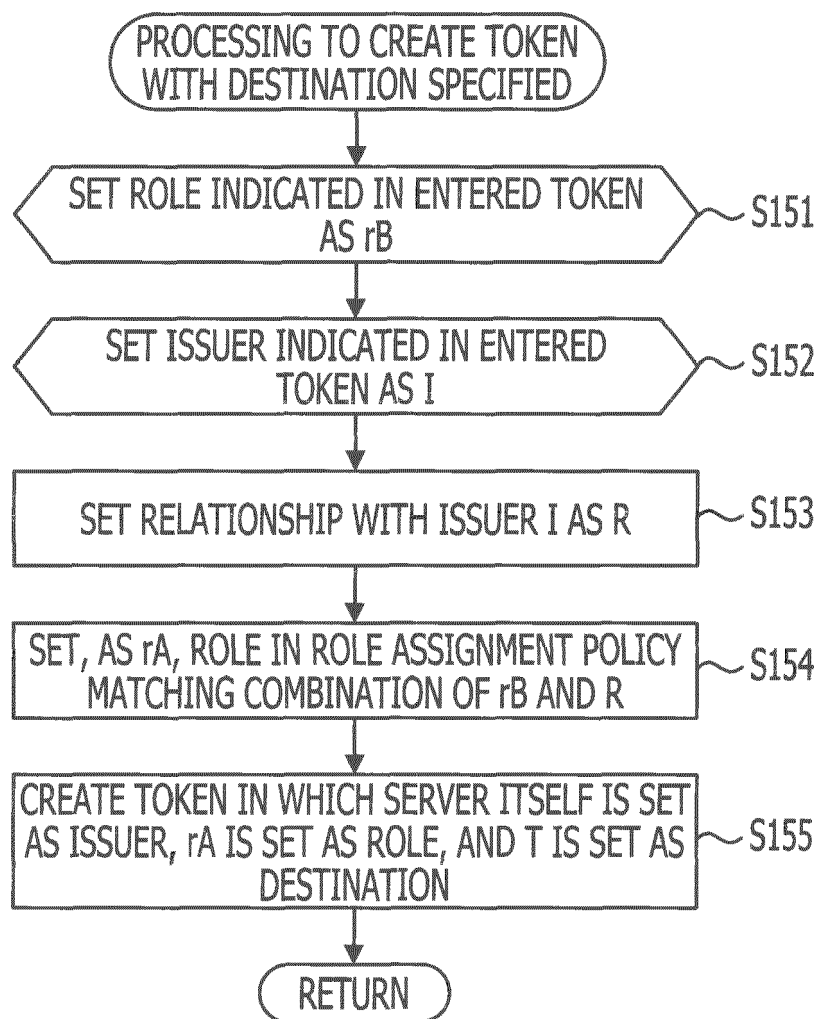 PROCESSING TO CREATE TOKEN
WITH DESTINATION SPECIFIED
SET ROLE INDICATED IN ENTERED TOKEN
AS rB
S151
SET ISSUER INDICATED IN ENTERED
TOKEN AS I
S152
SET RELATIONSHIP WITH ISSUER I AS R
S153
SET, AS rA, ROLE IN ROLE ASSIGNMENT POLICY
MATCHING COMBINATION OF rB AND R
S154
CREATE TOKEN IN WHICH SERVER ITSELF IS SET
AS ISSUER, rA IS SET AS ROLE, AND T IS SET AS
DESTINATION
S155
RETURN